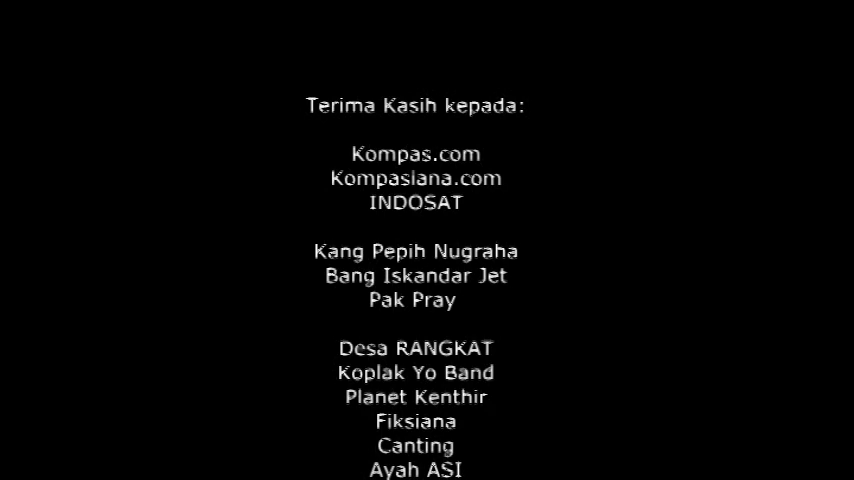 Terima Kasih kepada:
Kompas.com
Kompasiana.com
INDOSAT
Kang Pepih Nugraha
Bang Iskandar Jet
Pak Pray
Desa RANGKAT
Koplak Yo Band
Planet Kenthir
Fiksiana
Canting
Ayah ASI